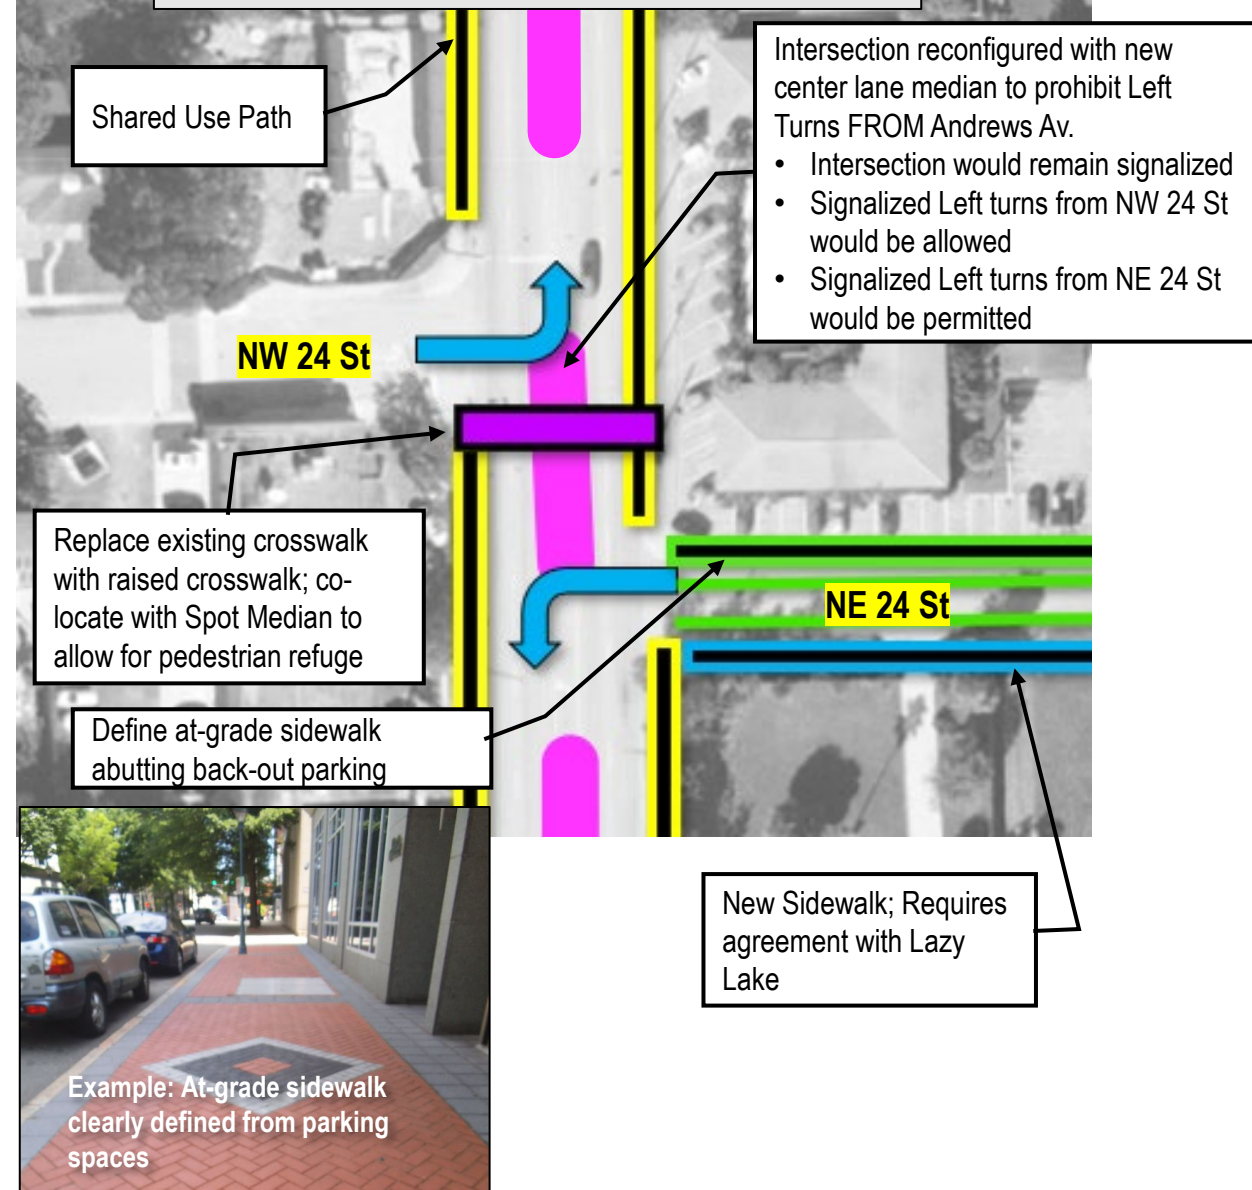 Shared Use Path
Intersection reconfigured with new
center lane median to prohibit Left
Turns FROM Andrews Av.
• Intersection would remain signalized
• Signalized Left turns from NW 24 St
would be allowed
• Signalized Left turns from NE 24 St
would be permitted
NW 24 St
Replace existing crosswalk
with raised crosswalk; co-
locate with Spot Median to
allow for pedestrian refuge
NE 24 St
Define at-grade sidewalk
abutting back-out parking
New Sidewalk; Requires
agreement with Lazy
Lake
Example: At-grade sidewalk
clearly defined from parking
spaces